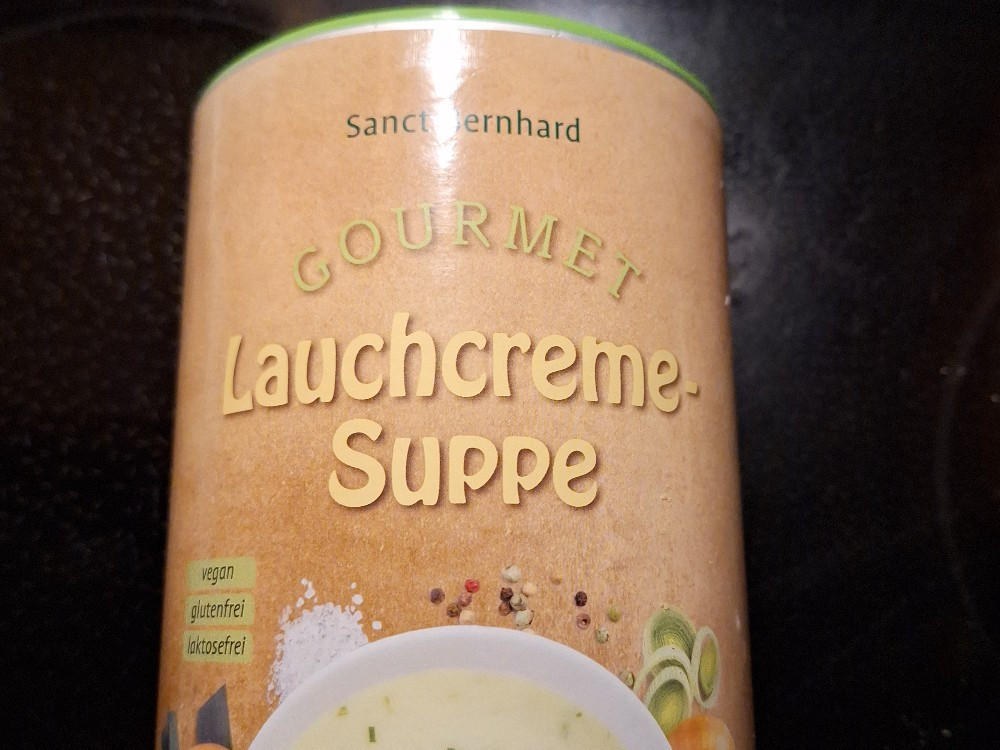 Sanct Bernhard
GOURMET
Lauchcreme-
Suppe
vegan
glutenfrei
laktosefrei